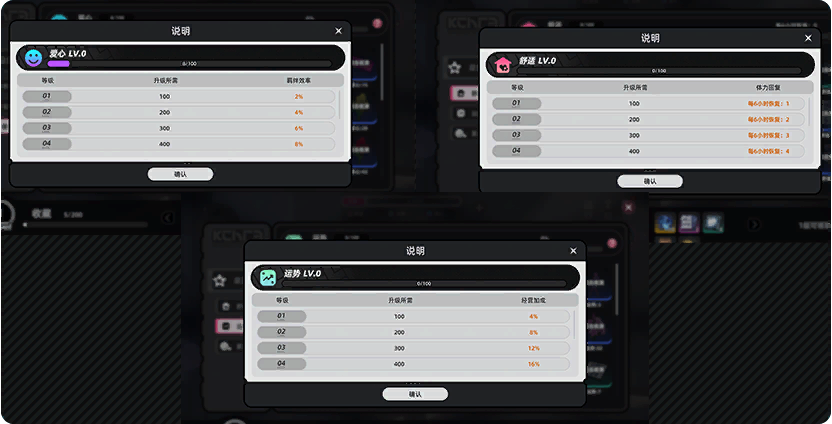 说明
爱心 LV.0
6/100
等级 升级所需 羁绊效率
01 100 2%
02 200 4%
03 300 6%
04 400 8%
确认
说明
舒适 LV.0
0/100
等级 升级所需 体力回复
01 100 每6小时恢复：1
02 200 每6小时恢复：2
03 300 每6小时恢复：3
04 400 每6小时恢复：4
确认
收藏 5/200
说明
运势 LV.0
0/100
等级 升级所需 经营加成
01 100 4%
02 200 8%
03 300 12%
04 400 16%
确认